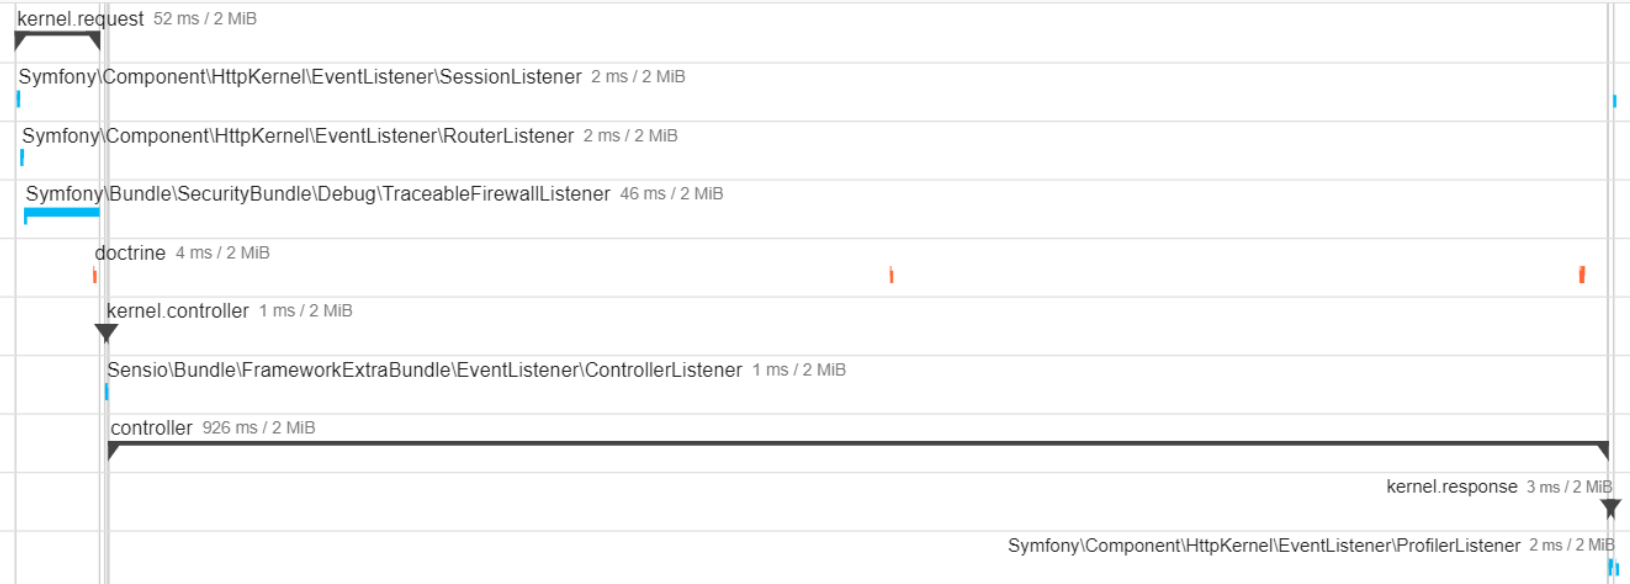 kernel.request 52 ms / 2 MiB
Symfony\Component\HttpKernel\EventListener\SessionListener 2 ms / 2 MiB
Symfony\Component\HttpKernel\EventListener\RouterListener 2 ms / 2 MiB
Symfony\Bundle\SecurityBundle\Debug\TraceableFirewallListener 46 ms / 2 MiB
doctrine 4 ms / 2 MiB
kernel.controller 1 ms / 2 MiB
Sensio\Bundle\FrameworkExtraBundle\EventListener\ControllerListener 1 ms / 2 MiB
controller 926 ms / 2 MiB
kernel.response 3 ms / 2 MiB
Symfony\Component\HttpKernel\EventListener\ProfilerListener 2 ms / 2 MiB